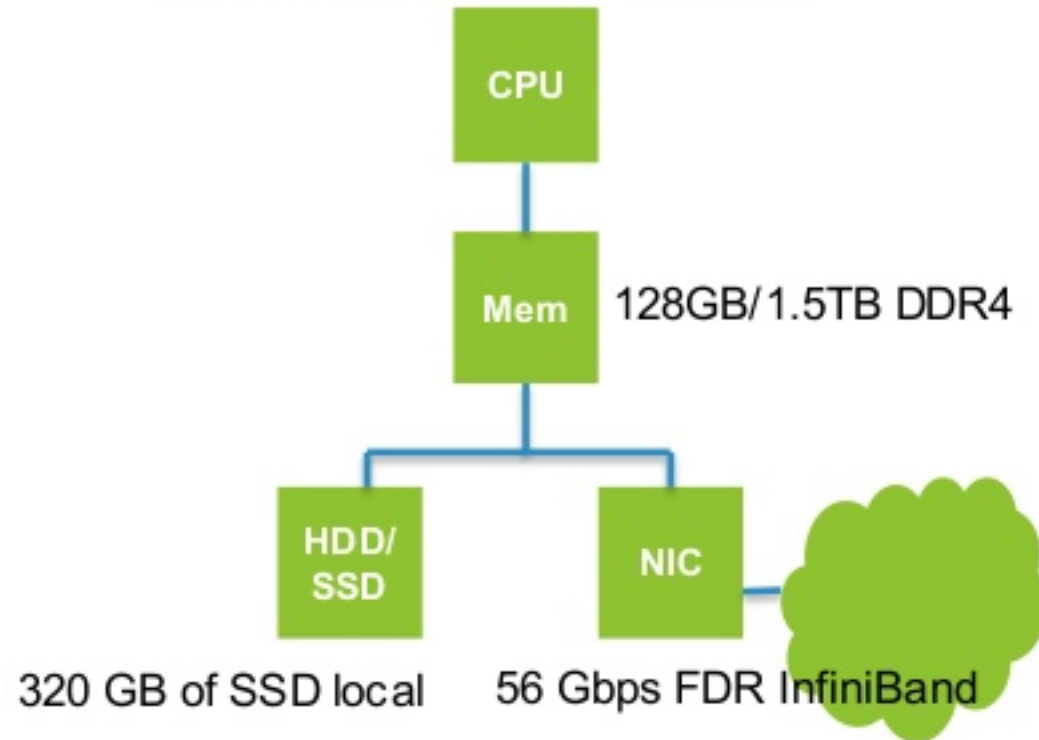 CPU
Mem
128GB/1.5TB DDR4
HDD/
SSD
NIC
320 GB of SSD local
56 Gbps FDR InfiniBand